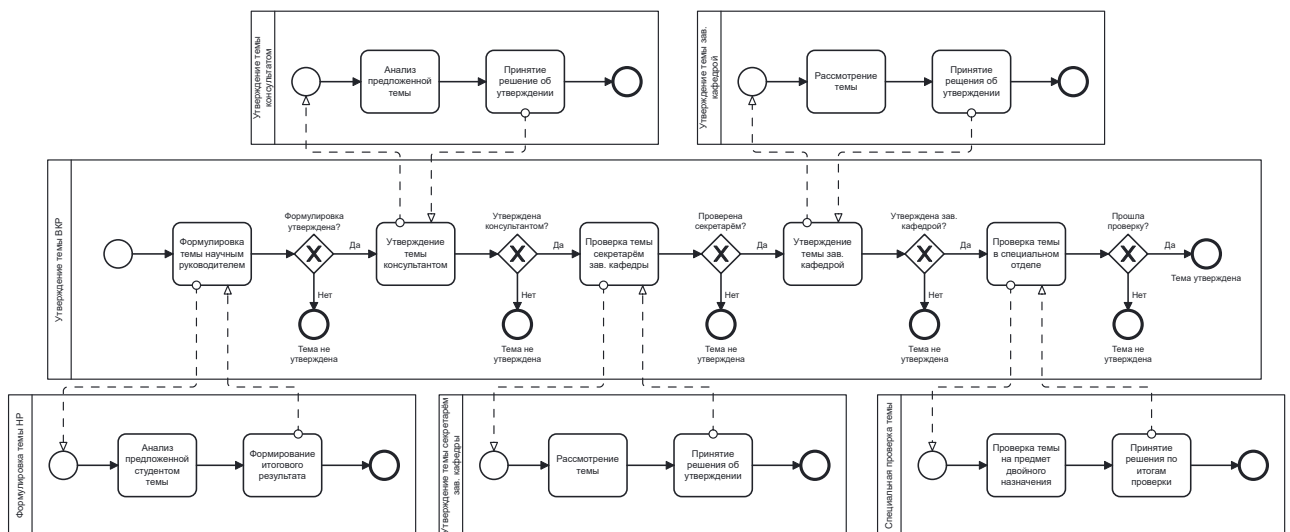 Утверждение темы
консультатом
Анализ
предложенной
темы
Принятие
решение об
утверждении
Утверждение темы зав.
кафедрой
Рассмотрение
темы
Принятие
рещения об
утверждении
Утверждение темы ВКР
Формулировка
темы научным
руководителем
Формулировка
утверждена?
Да
Нет
Тема не
утверждена
Утверждение
темы
консультантом
Утверждена
консультантом?
Да
Нет
Тема не
утверждена
Проверка темы
секретарём
зав. кафедры
Проверена
секретарём?
Да
Нет
Тема не
утверждена
Утверждение
темы зав.
кафедрой
Утверждена зав.
кафедрой?
Да
Нет
Тема не
утверждена
Проверка темы
в специальном
отделе
Прошла
проверку?
Да
Нет
Тема не
утверждена
Тема утверждена
Формулировка темы НР
Анализ
предложенной
студентом
темы
Формирование
итогового
результата
Утверждение темы секретарём
зав. кафедры
Рассмотрение
темы
Принятие
решения об
утверждении
Специальная проверка темы
Проверка темы
на предмет
двойного
назначения
Принятие
решения по
итогам
проверки